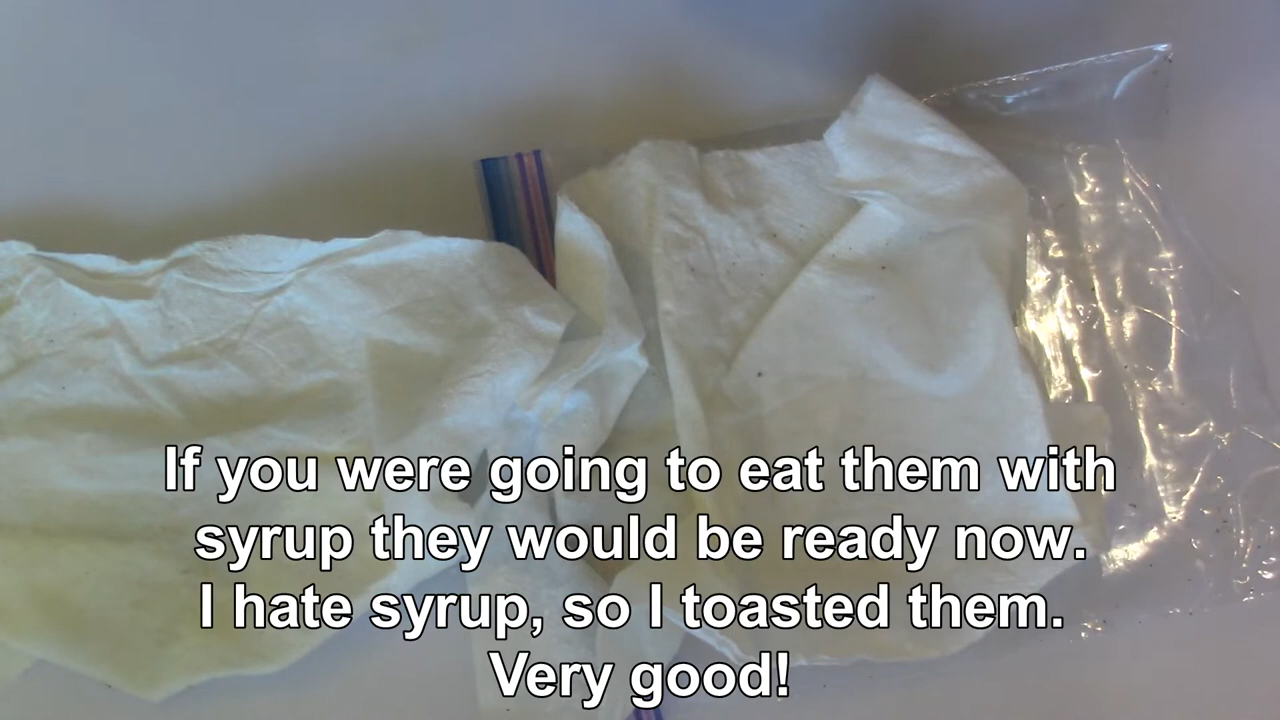 If you were going to eat them with
syrup they would be ready now.
I hate syrup, so I toasted them.
Very good!